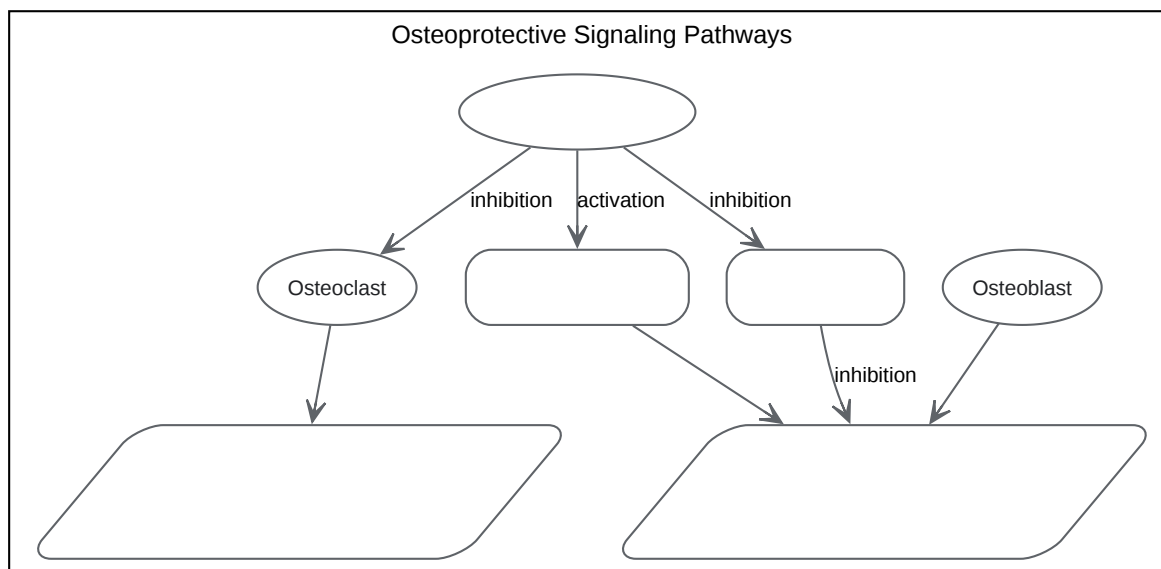 Osteoprotective Signaling Pathways
inhibition
activation
inhibition
Osteoclast
Osteoblast
inhibition